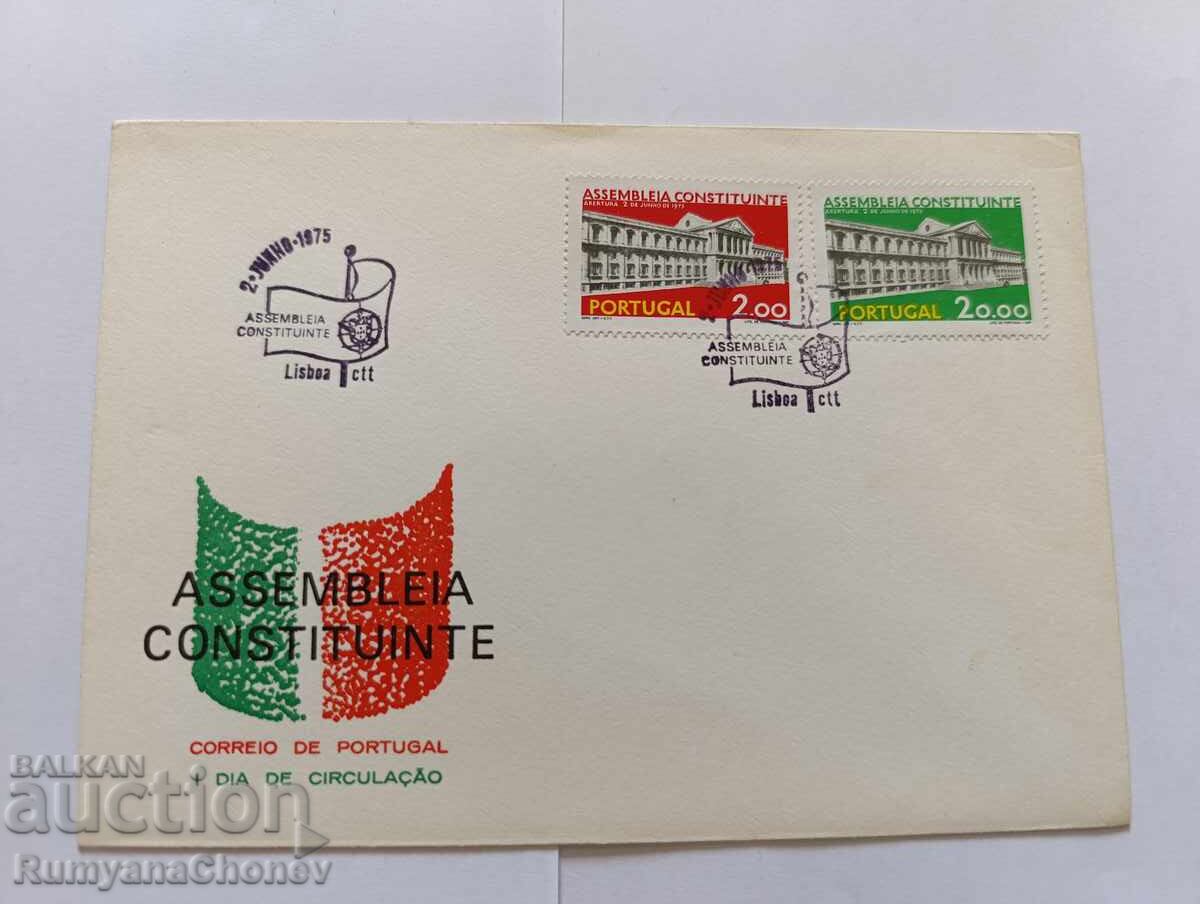 2·JUNHO·1975
ASSEMBLEIA
CONSTITUINTE
Lisboa ctt
ASSEMBLEIA CONSTITUINTE
ABERTURA 2 DE JUNHO DE 1975
PORTUGAL 2.00
ASSEMBLEIA CONSTITUINTE
ABERTURA 2 DE JUNHO DE 1975
PORTUGAL 20.00
JUNHO·1975
ASSEMBLEIA
CONSTITUINTE
Lisboa ctt
ASSEMBLEIA
CONSTITUINTE
CORREIO DE PORTUGAL
DIA DE CIRCULAÇÃO
BALKAN
auction
RumyanaChonev